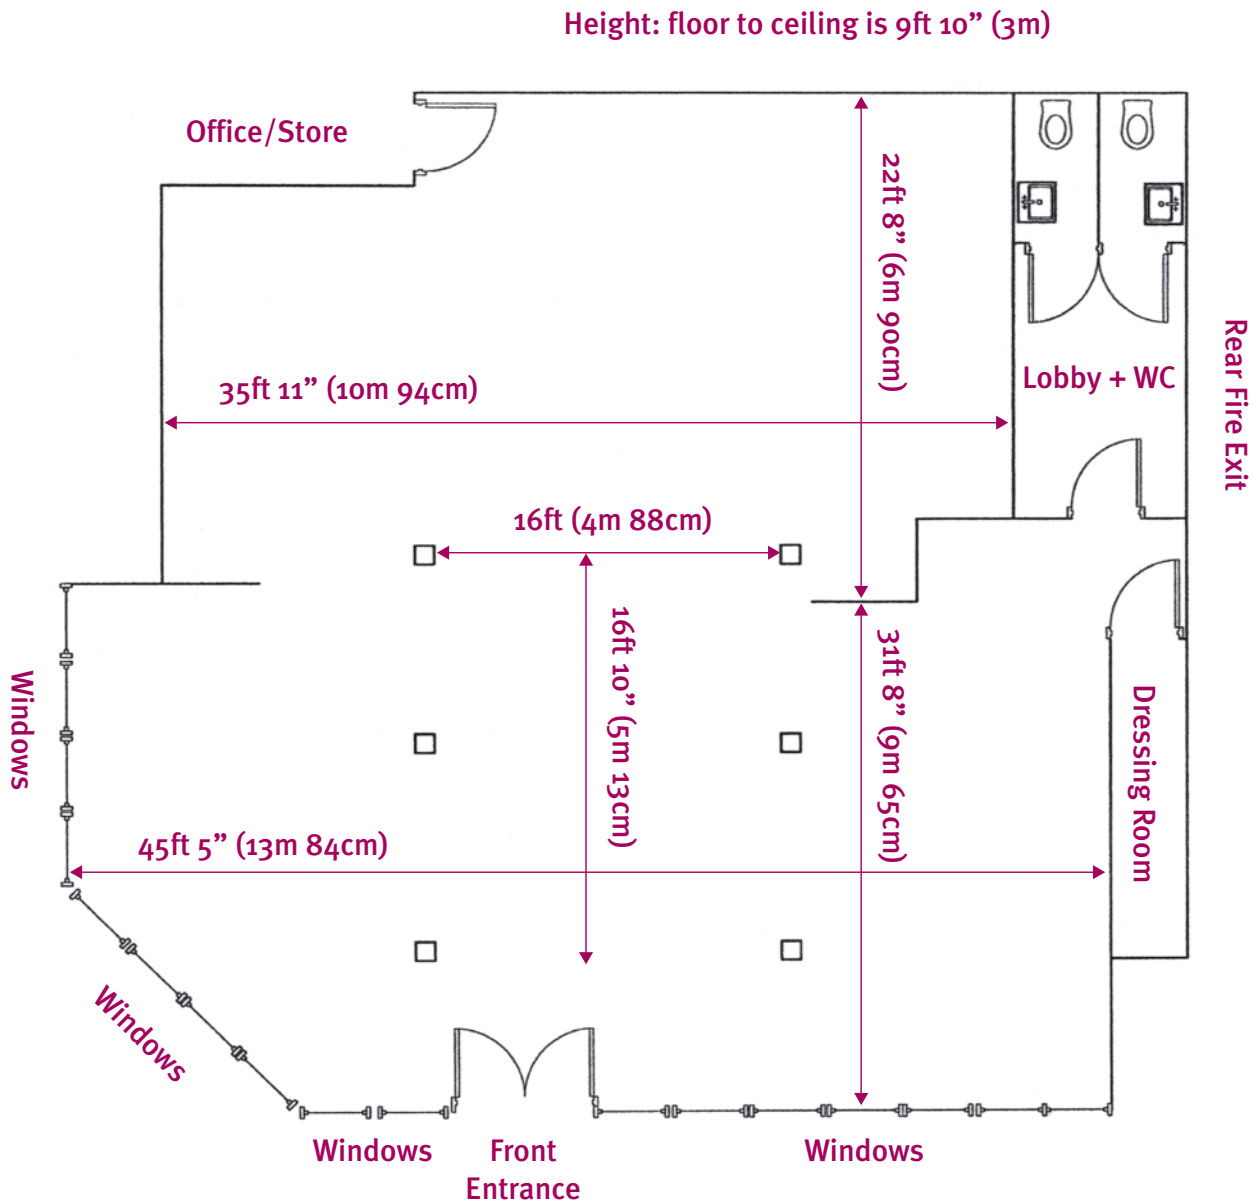 Height: floor to ceiling is 9ft 10” (3m)
Office/Store
22ft 8” (6m 90cm)
Rear Fire Exit
35ft 11” (10m 94cm)
Lobby + WC
16ft (4m 88cm)
16ft 10” (5m 13cm)
31ft 8” (9m 65cm)
Windows
Dressing Room
45ft 5” (13m 84cm)
Windows
Windows
Front
Entrance
Windows